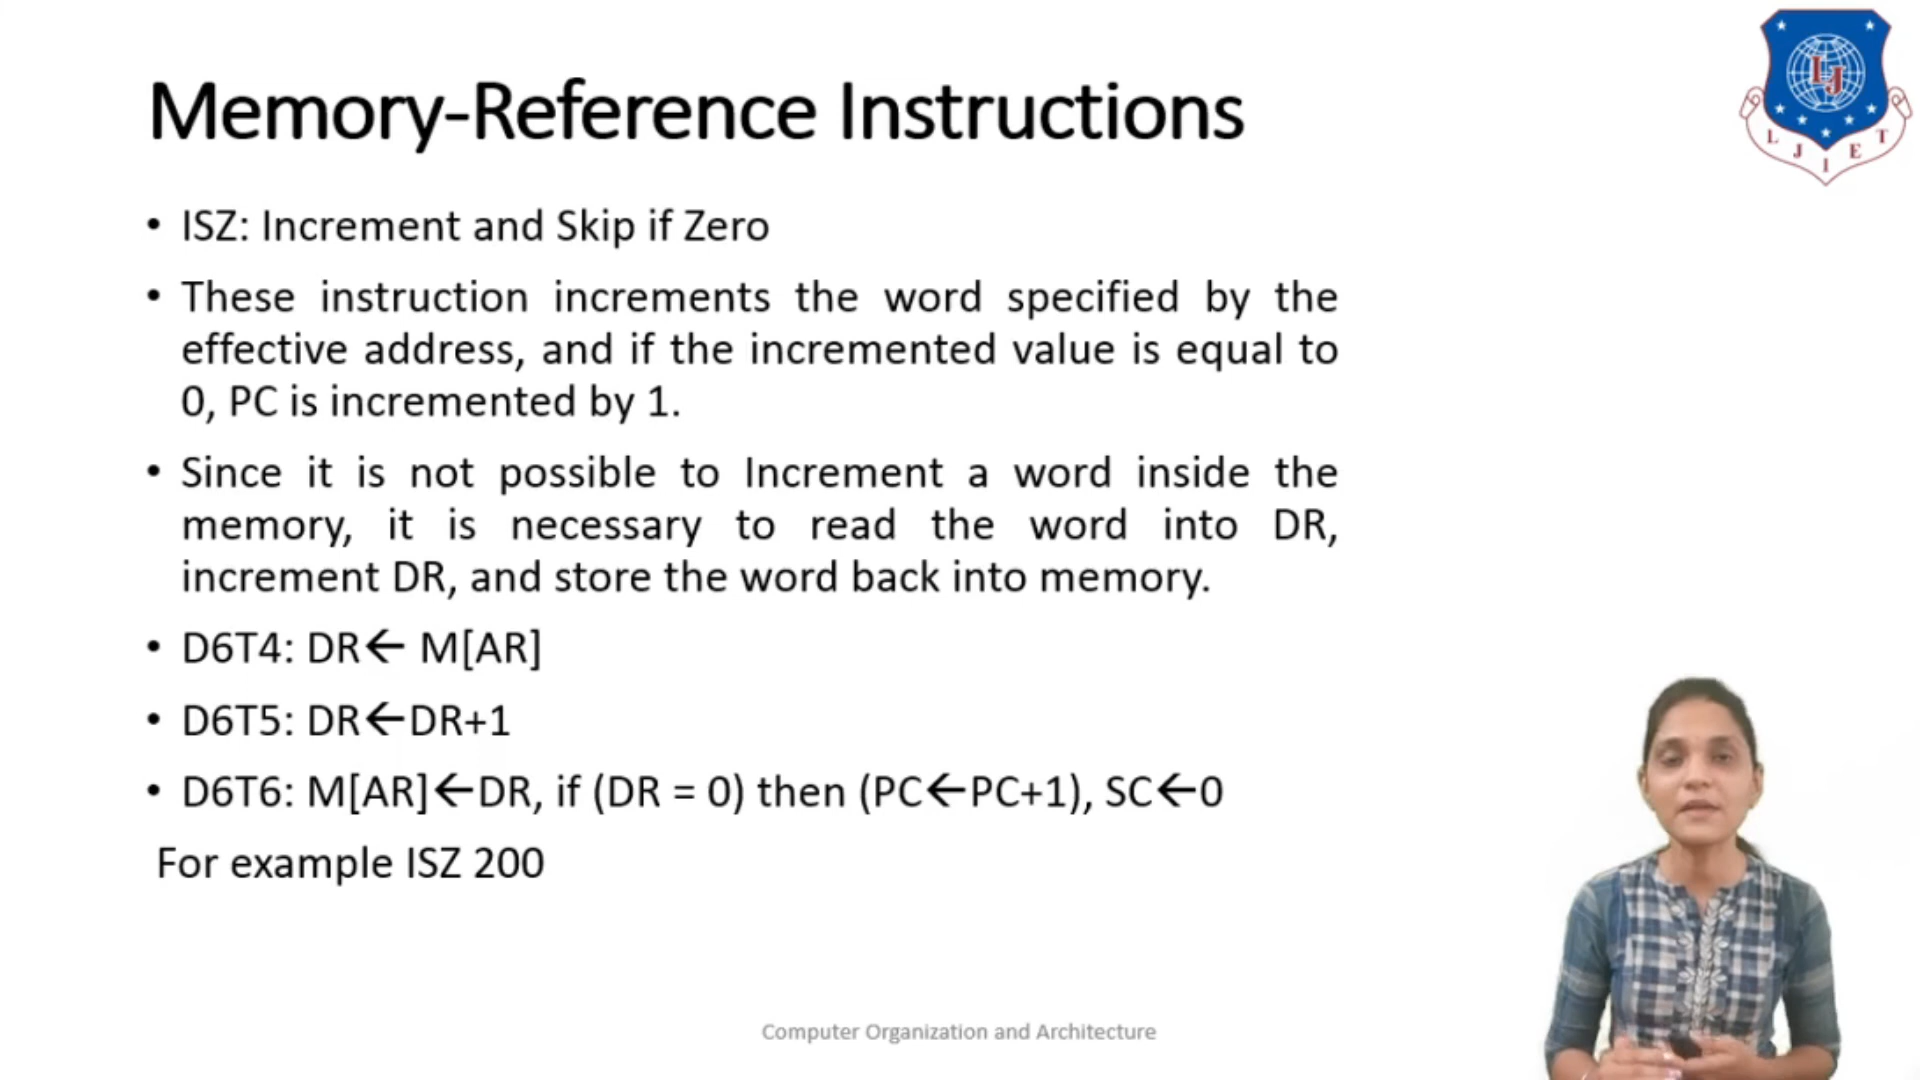 Memory-Reference Instructions
L J I E T
LJ
• ISZ: Increment and Skip if Zero
• These instruction increments the word specified by the
effective address, and if the incremented value is equal to
0, PC is incremented by 1.
• Since it is not possible to Increment a word inside the
memory, it is necessary to read the word into DR,
increment DR, and store the word back into memory.
• D6T4: DR← M[AR]
• D6T5: DR←DR+1
• D6T6: M[AR]←DR, if (DR = 0) then (PC←PC+1), SC←0
For example ISZ 200
Computer Organization and Architecture